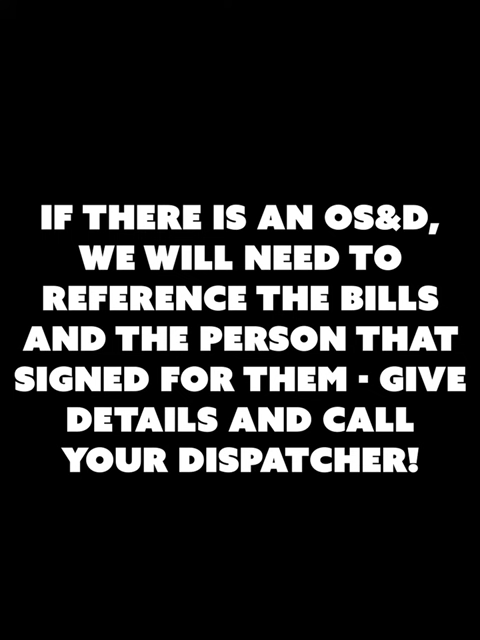 IF THERE IS AN OS&D,
WE WILL NEED TO
REFERENCE THE BILLS
AND THE PERSON THAT
SIGNED FOR THEM - GIVE
DETAILS AND CALL
YOUR DISPATCHER!